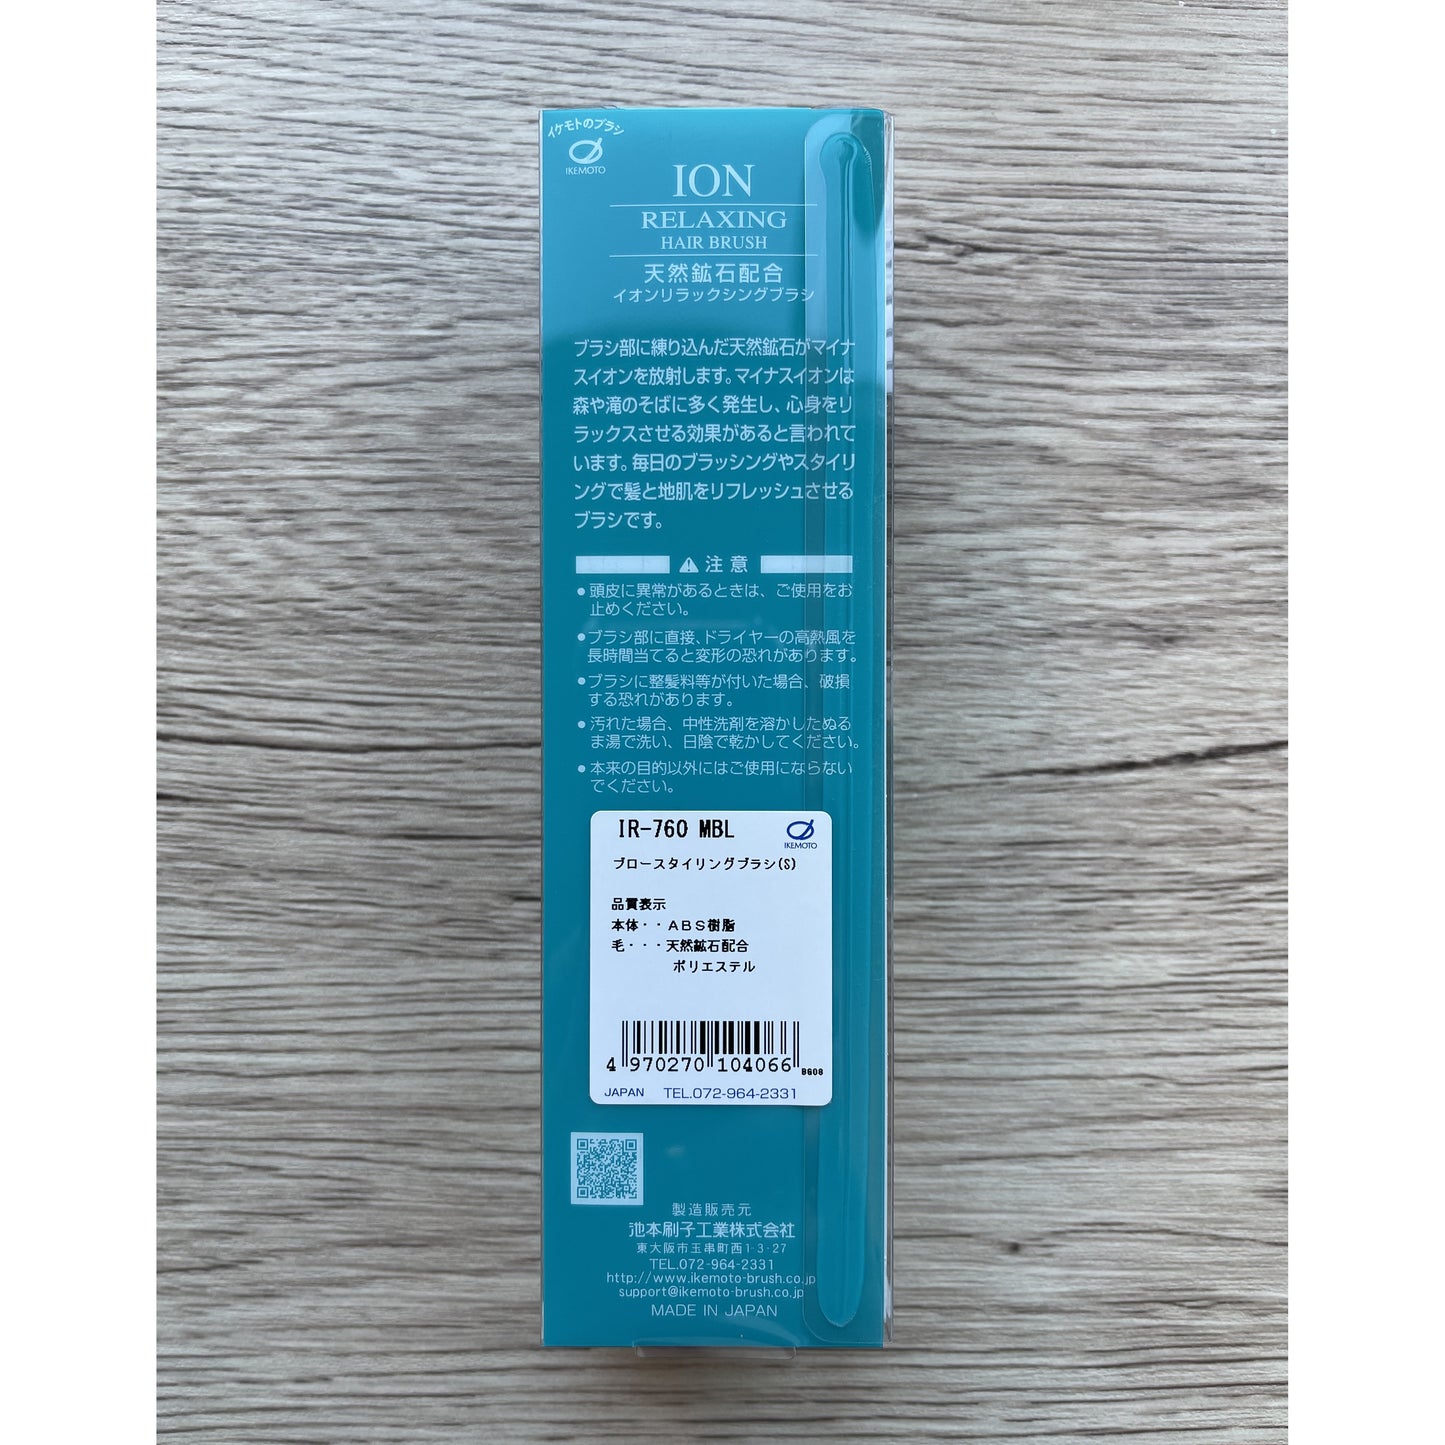 イケモトのブラシ
IKEMOTO
ION
RELAXING
HAIR BRUSH
天然鉱石配合
イオンリラックシングブラシ
ブラシ部に練り込んだ天然鉱石がマイナ
スイオンを放射します。マイナスイオンは
森や滝のそばに多く発生し、心身をリ
ラックスさせる効果があると言われて
います。毎日のブラッシングやスタイリ
ングで髪と地肌をリフレッシュさせる
ブラシです。
注意
●頭皮に異常があるときは、ご使用をお
止めください。
●ブラシ部に直接、ドライヤーの高熱風を
長時間当てると変形の恐れがあります。
●ブラシに整髪料等が付いた場合、破損
する恐れがあります。
●汚れた場合、中性洗剤を溶かしたぬる
ま湯で洗い、日陰で乾かしてください。
●本来の目的以外にはご使用にならない
でください。
IR-760 MBL
IKEMOTO
ブロースタイリングブラシ(S)
品質表示
本体・・ABS樹脂
毛・・・天然鉱石配合
ポリエステル
4 970270 104066 BG08
JAPAN TEL.072-964-2331
製造販売元
池本刷子工業株式会社
東大阪市玉串町西1-3-27
TEL.072-964-2331
http://www.ikemoto-brush.co.jp
support@ikemoto-brush.co.jp
MADE IN JAPAN